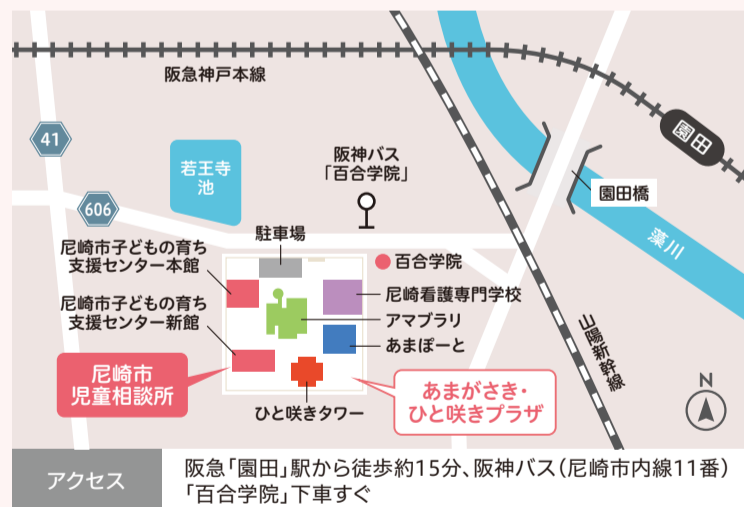 阪急神戸本線
41
園田
若王寺
池
阪神バス
「百合学院」
606
園田橋
藻川
駐車場
尼崎市子どもの育ち
支援センター本館
百合学院
尼崎看護専門学校
尼崎市子どもの育ち
支援センター新館
アマブラリ
あまぽーと
山陽新幹線
尼崎市
児童相談所
あまがさき・
ひと咲きプラザ
N
ひと咲きタワー
アクセス
阪急「園田」駅から徒歩約15分、阪神バス(尼崎市内線11番)
「百合学院」下車すぐ